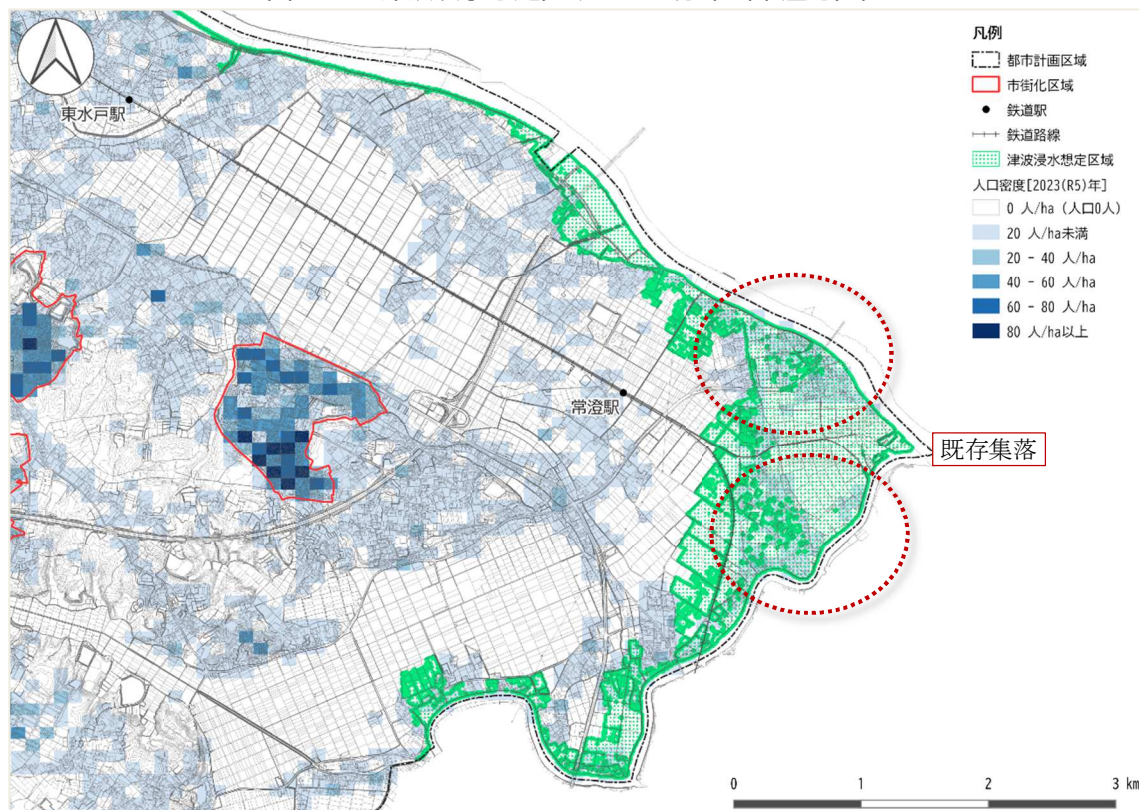 東水戸駅
常澄駅
既存集落
凡例
都市計画区域
市街化区域
鉄道駅
鉄道路線
津波浸水想定区域
人口密度[2023(R5)年]
0 人/ha (人口0人)
20 人/ha未満
20 - 40 人/ha
40 - 60 人/ha
60 - 80 人/ha
80 人/ha以上
0 1 2 3 km